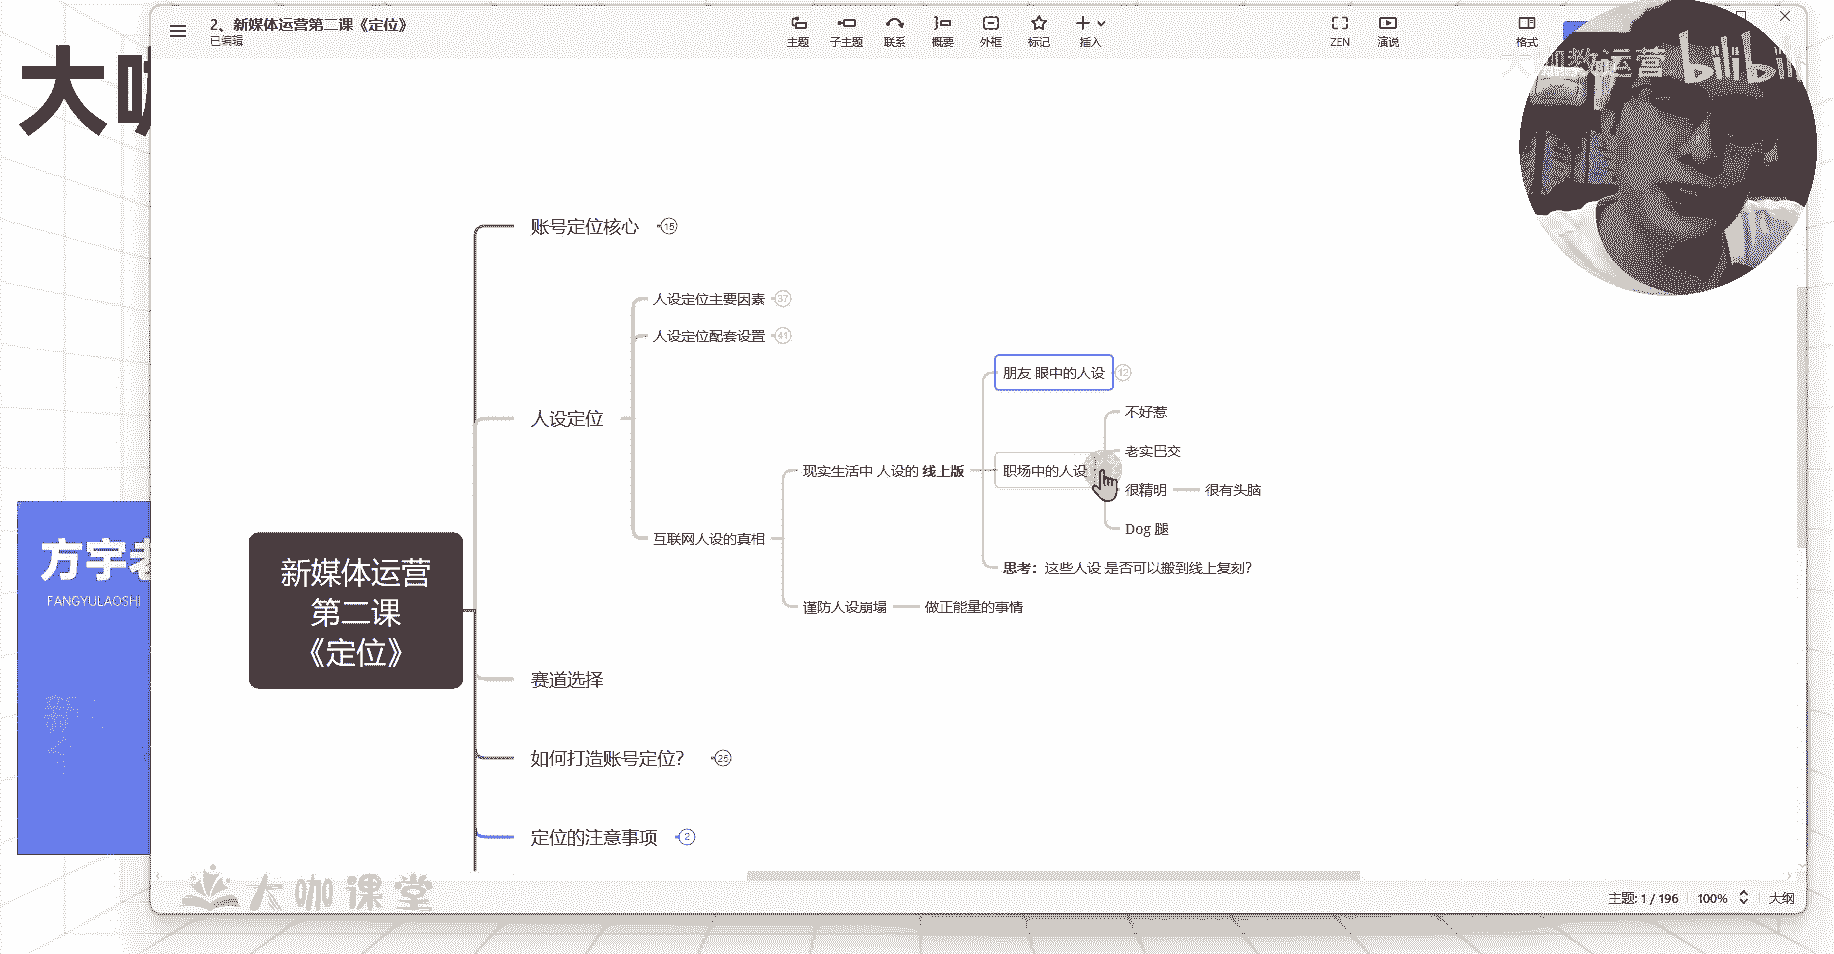 2、新媒体运营第二课《定位》
已编辑
主题
子主题
联系
概要
外框
标记
插入
ZEN
演说
格式
教运营 bilibili
大咖
账号定位核心 15
人设定位主要因素 37
人设定位配套设置 41
朋友 眼中的人设 12
不好惹
人设定位
老实巴交
现实生活中 人设的 线上版
职场中的人设
很精明
很有头脑
Dog 腿
互联网人设的真相
思考：这些人设 是否可以搬到线上复刻？
谨防人设崩塌
做正能量的事情
新媒体运营
第二课
《定位》
方宇老
FANGYULAOSHI
赛道选择
如何打造账号定位？ 25
定位的注意事项 2
大咖课堂
主题: 1 / 196
100%
大纲